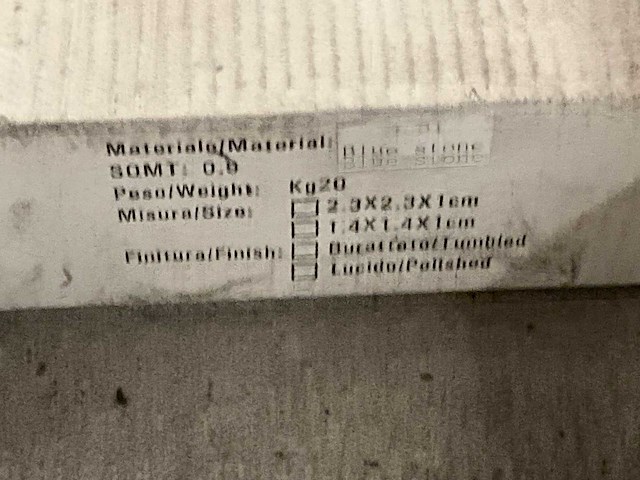 Materiale/Material: Blue stone
SQMT: 0.9
Peso/Weight: Kg20
Misura/Size: 2.3X2.3X1cm
1.4X1.4X1cm
Finitura/Finish: Burattato/Tumbled
Lucido/Polished